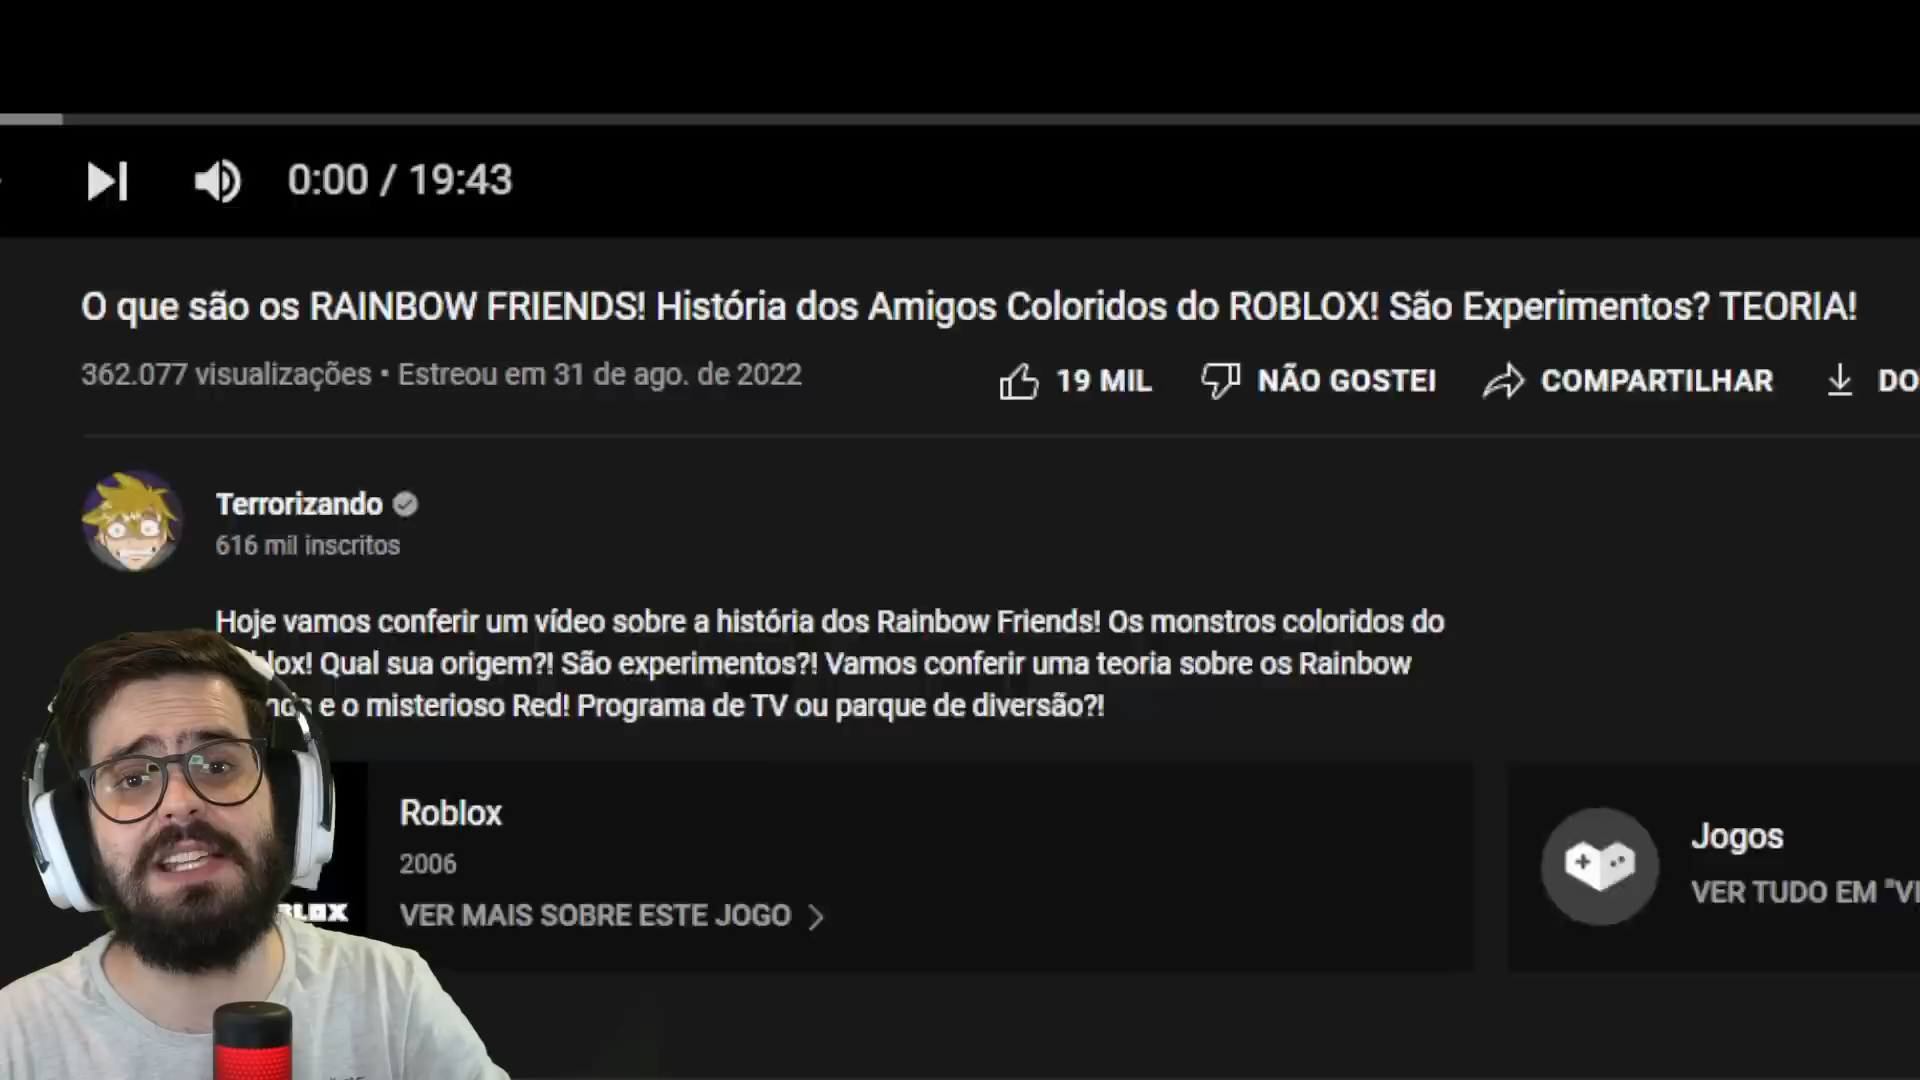 0:00 / 19:43
O que são os RAINBOW FRIENDS! História dos Amigos Coloridos do ROBLOX! São Experimentos? TEORIA!
362.077 visualizações • Estreou em 31 de ago. de 2022
19 MIL NÃO GOSTEI COMPARTILHAR
Terrorizando
616 mil inscritos
Hoje vamos conferir um vídeo sobre a história dos Rainbow Friends! Os monstros coloridos do
Qual sua origem?! São experimentos?! Vamos conferir uma teoria sobre os Rainbow
e o misterioso Red! Programa de TV ou parque de diversão?!
Roblox
2006
VER MAIS SOBRE ESTE JOGO
Jogos
VER TUDO EM